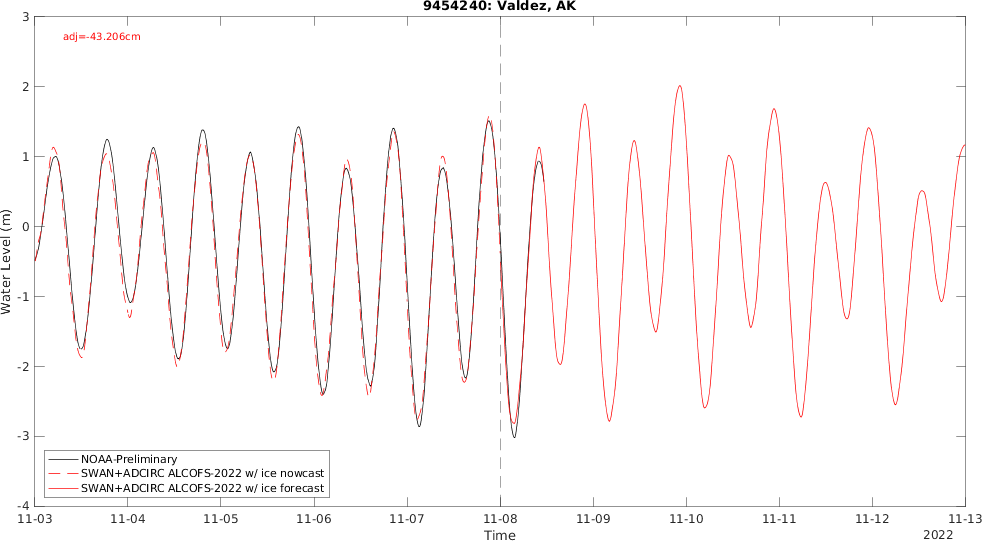 9454240: Valdez, AK
adj=-43.206cm
3
2
1
0
-1
-2
-3
-4
Water Level (m)
NOAA-Preliminary
SWAN+ADCIRC ALCOFS-2022 w/ ice nowcast
SWAN+ADCIRC ALCOFS-2022 w/ ice forecast
11-03 11-04 11-05 11-06 11-07 11-08 11-09 11-10 11-11 11-12 11-13
Time
2022